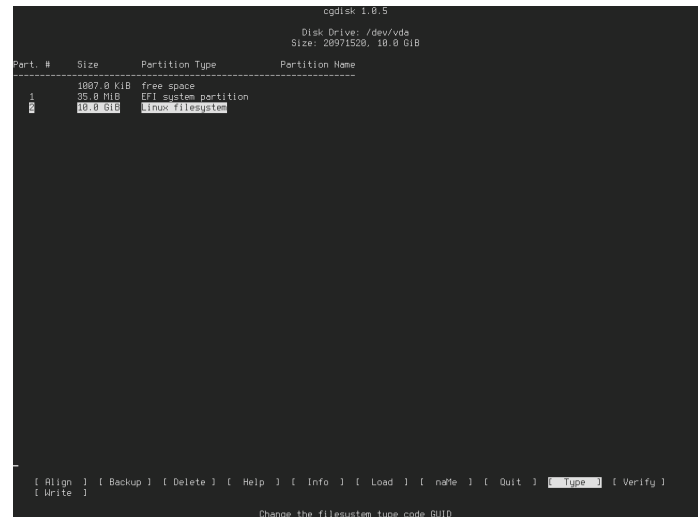 cgdisk 1.0.5
Disk Drive: /dev/vda
Size: 20971520, 10.0 GiB
Part. # Size Partition Type Partition Name
----------------------------------------------------------------
1007.0 KiB free space
1 35.0 MiB EFI system partition
2 10.0 GiB Linux filesystem
[ Align ] [ Backup ] [ Delete ] [ Help ] [ Info ] [ Load ] [ naMe ] [ Quit ] [ Type ] [ Verify ]
[ Write ]
Change the filesystem type code GUID